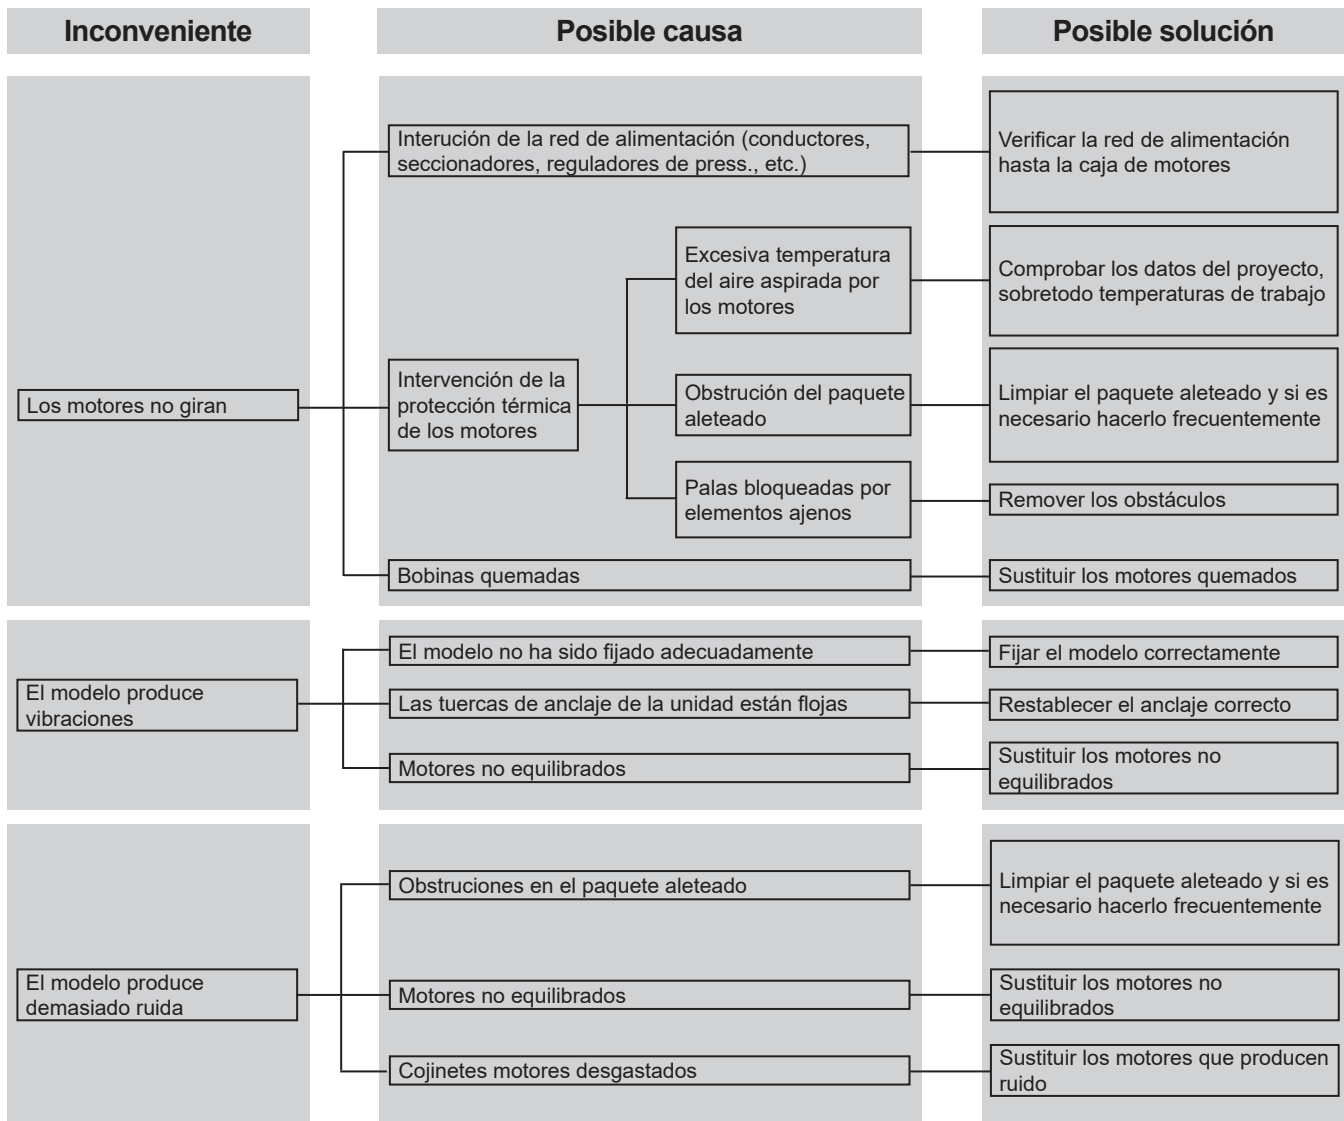 Inconveniente
Posible causa
Posible solución
Los motores no giran
Interución de la red de alimentación (conductores,
seccionadores, reguladores de press., etc.)
Verificar la red de alimentación
hasta la caja de motores
Intervención de la
protección térmica
de los motores
Excesiva temperatura
del aire aspirada por
los motores
Comprobar los datos del proyecto,
sobretodo temperaturas de trabajo
Obstrución del paquete
aleteado
Limpiar el paquete aleteado y si es
necesario hacerlo frecuentemente
Palas bloqueadas por
elementos ajenos
Remover los obstáculos
Bobinas quemadas
Sustituir los motores quemados
El modelo produce
vibraciones
El modelo no ha sido fijado adecuadamente
Fijar el modelo correctamente
Las tuercas de anclaje de la unidad están flojas
Restablecer el anclaje correcto
Motores no equilibrados
Sustituir los motores no
equilibrados
El modelo produce
demasiado ruida
Obstruciones en el paquete aleteado
Limpiar el paquete aleteado y si es
necesario hacerlo frecuentemente
Motores no equilibrados
Sustituir los motores no
equilibrados
Cojinetes motores desgastados
Sustituir los motores que producen
ruido